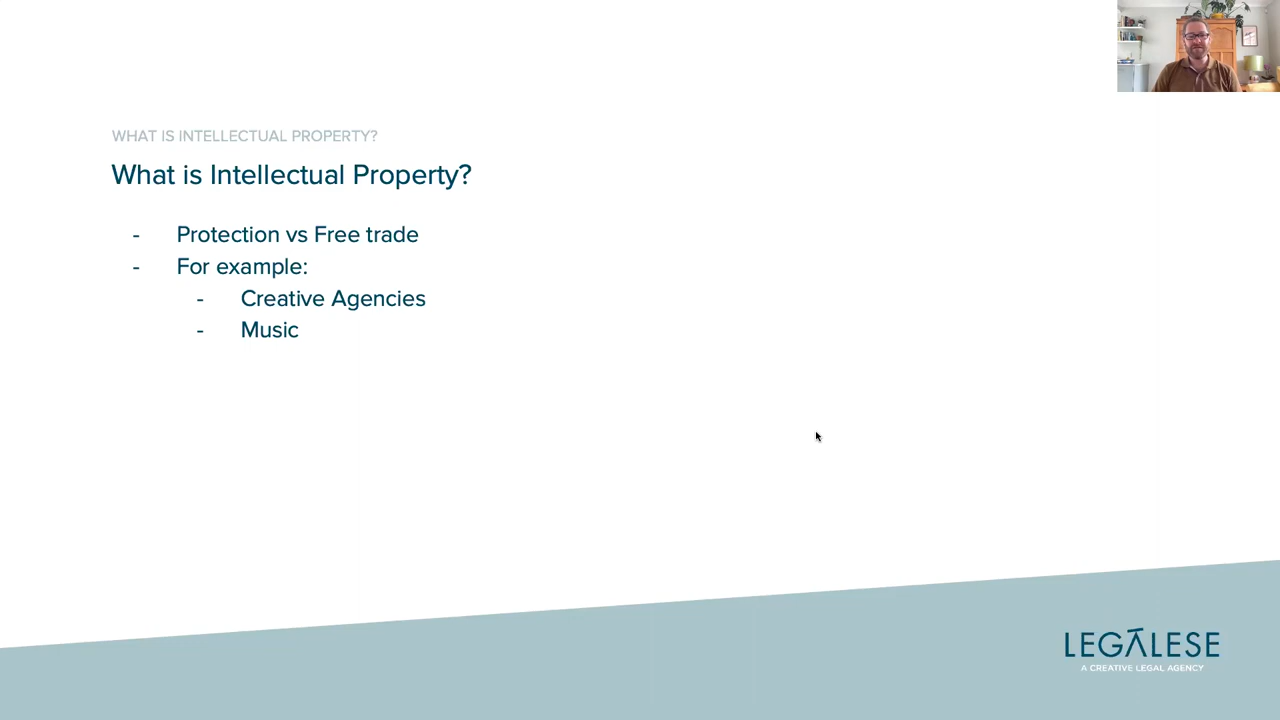 WHAT IS INTELLECTUAL PROPERTY?
What is Intellectual Property?
- Protection vs Free trade
- For example:
- Creative Agencies
- Music
LEGALESE
A CREATIVE LEGAL AGENCY